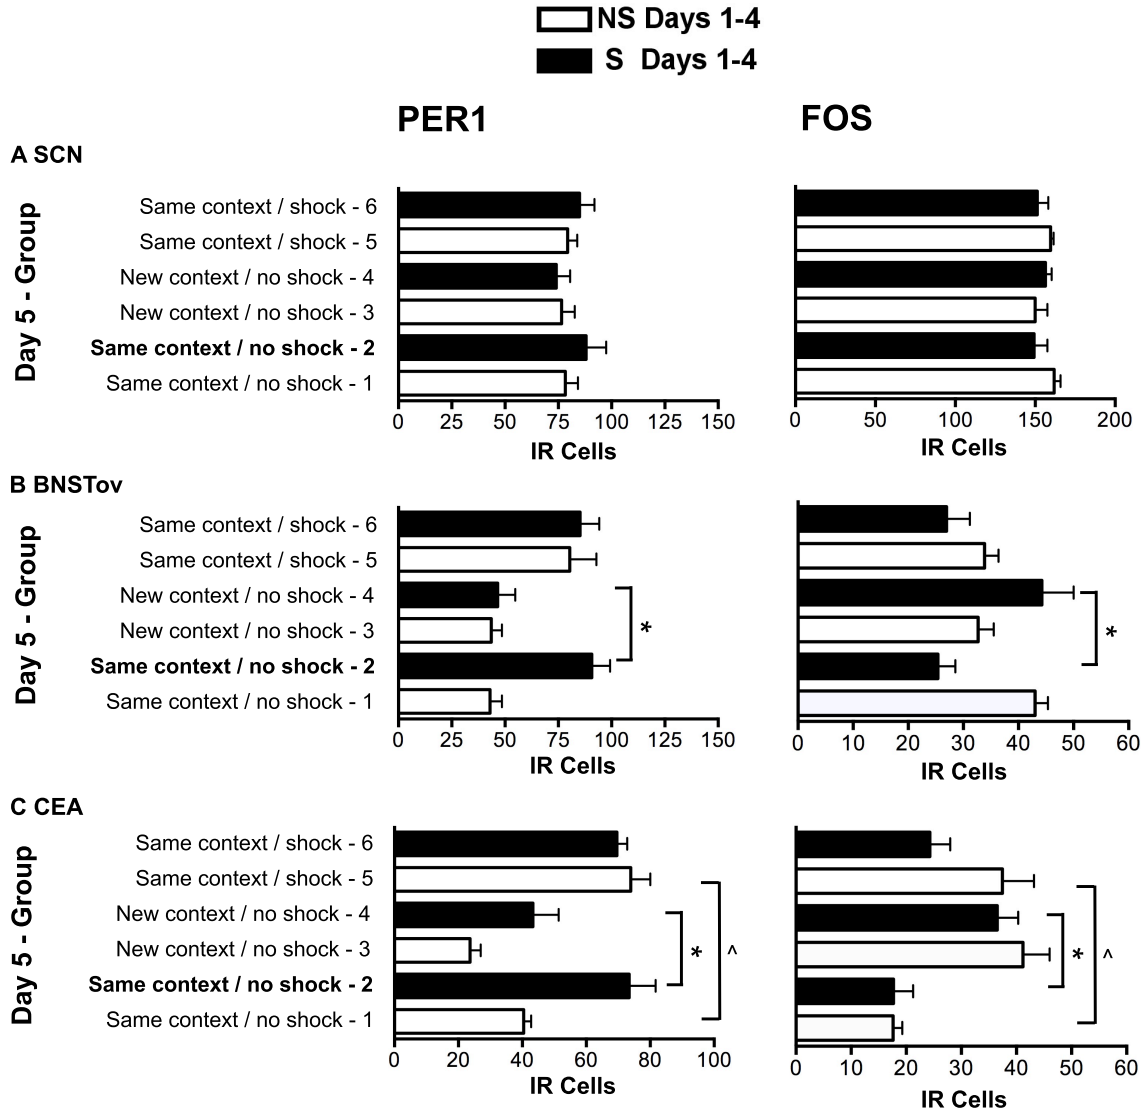 NS Days 1-4
S Days 1-4
PER1 FOS
A SCN
Day 5 - Group
Same context / shock - 6
Same context / shock - 5
New context / no shock - 4
New context / no shock - 3
Same context / no shock - 2
Same context / no shock - 1
0 25 50 75 100 125 150
IR Cells
0 50 100 150 200
IR Cells
B BNSTov
Day 5 - Group
Same context / shock - 6
Same context / shock - 5
New context / no shock - 4
New context / no shock - 3
Same context / no shock - 2
Same context / no shock - 1
*
0 25 50 75 100 125 150
IR Cells
*
0 10 20 30 40 50 60
IR Cells
C CEA
Day 5 - Group
Same context / shock - 6
Same context / shock - 5
New context / no shock - 4
New context / no shock - 3
Same context / no shock - 2
Same context / no shock - 1
* ^
0 20 40 60 80 100
IR Cells
* ^
0 10 20 30 40 50 60
IR Cells